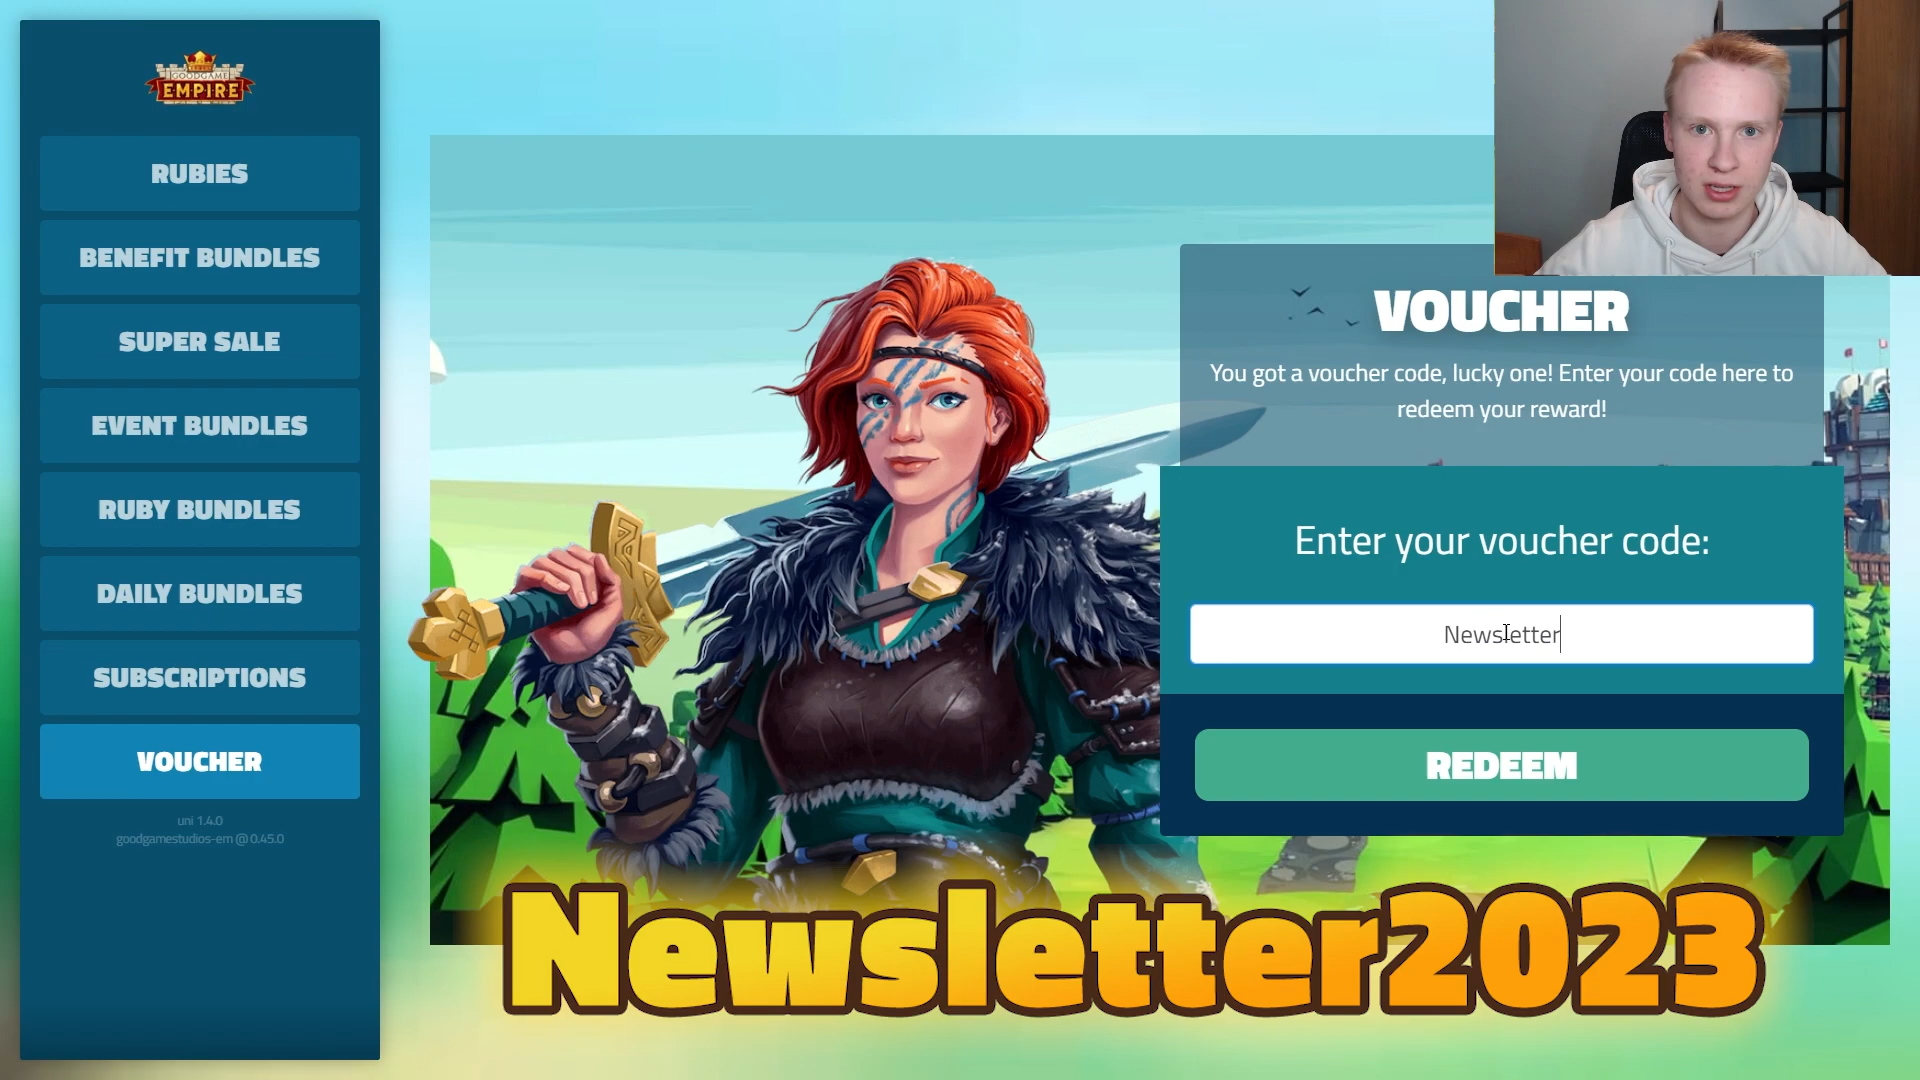 GOODGAME
EMPIRE
RUBIES
BENEFIT BUNDLES
SUPER SALE
EVENT BUNDLES
RUBY BUNDLES
DAILY BUNDLES
SUBSCRIPTIONS
VOUCHER
uni 1.4.0
goodgamestudios-em @ 0.45.0
VOUCHER
You got a voucher code, lucky one! Enter your code here to
redeem your reward!
Enter your voucher code:
Newsletter
REDEEM
Newsletter2023